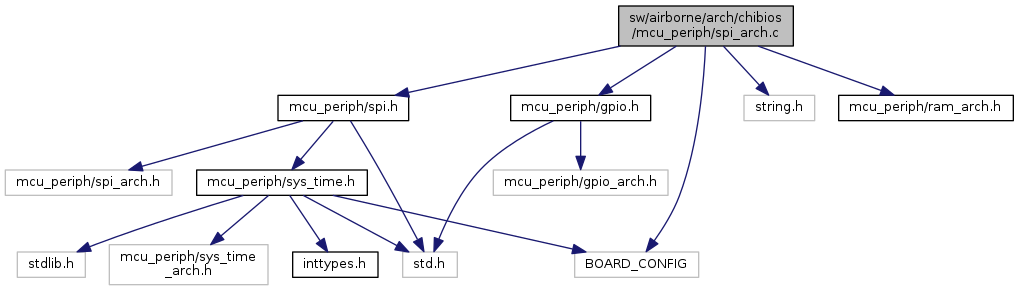 sw/airborne/arch/chibios
/mcu_periph/spi_arch.c
mcu_periph/spi.h
mcu_periph/gpio.h
string.h
mcu_periph/ram_arch.h
mcu_periph/spi_arch.h
mcu_periph/sys_time.h
mcu_periph/gpio_arch.h
stdlib.h
mcu_periph/sys_time
_arch.h
inttypes.h
std.h
BOARD_CONFIG